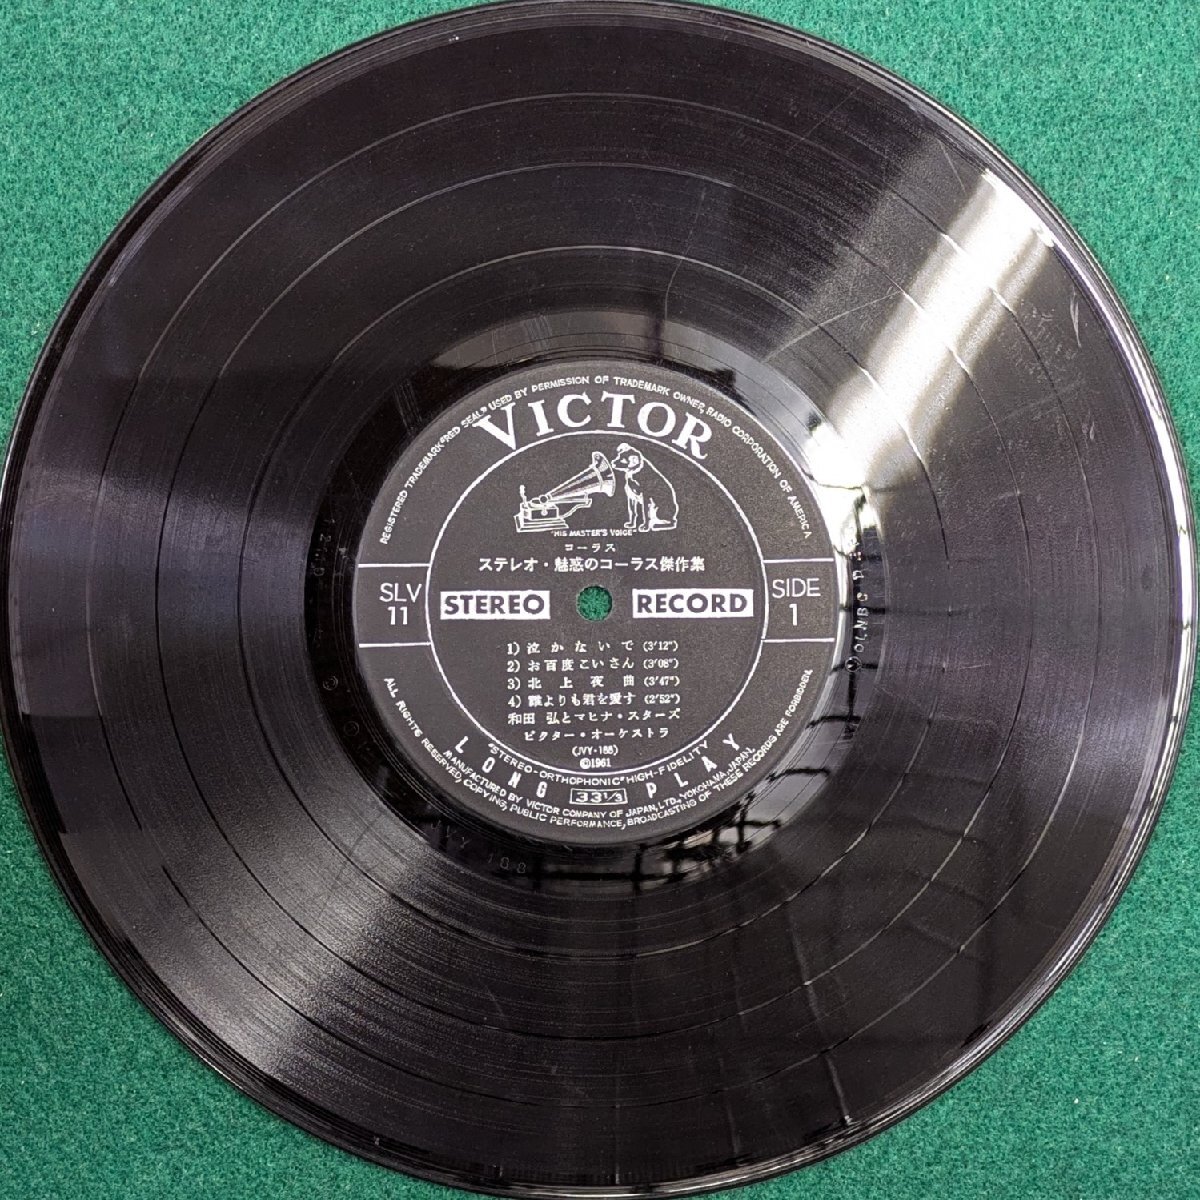 REGISTERED TRADEMARK "RED SEAL" USED BY PERMISSION OF TRADEMARK OWNER, RADIO CORPORATION OF AMERICA
VICTOR
"HIS MASTER'S VOICE"
コーラス
ステレオ・魅惑のコーラス傑作集
SLV
11
STEREO RECORD
SIDE
1
1) 泣かないで (3'12")
2) お百度こいさん (3'08")
3) 北上夜曲 (3'47")
4) 誰よりも君を愛す (2'52")
和田 弘とマヒナ・スターズ
ビクター・オーケストラ
(JVY-188)
©1961
LONG PLAY
"STEREO-ORTHOPHONIC" HIGH-FIDELITY
33 1/3
MANUFACTURED BY VICTOR COMPANY OF JAPAN, LTD., YOKOHAMA, JAPAN.
ALL RIGHTS RESERVED, COPYING, PUBLIC PERFORMANCE, BROADCASTING OF THESE RECORDS ARE FORBIDDEN.